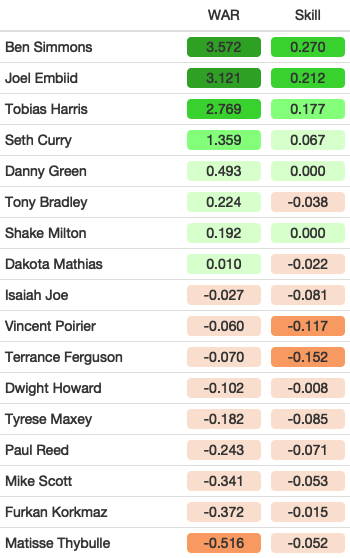 WAR Skill
Ben Simmons 3.572 0.270
Joel Embiid 3.121 0.212
Tobias Harris 2.769 0.177
Seth Curry 1.359 0.067
Danny Green 0.493 0.000
Tony Bradley 0.224 -0.038
Shake Milton 0.192 0.000
Dakota Mathias 0.010 -0.022
Isaiah Joe -0.027 -0.081
Vincent Poirier -0.060 -0.117
Terrance Ferguson -0.070 -0.152
Dwight Howard -0.102 -0.008
Tyrese Maxey -0.182 -0.085
Paul Reed -0.243 -0.071
Mike Scott -0.341 -0.053
Furkan Korkmaz -0.372 -0.015
Matisse Thybulle -0.516 -0.052